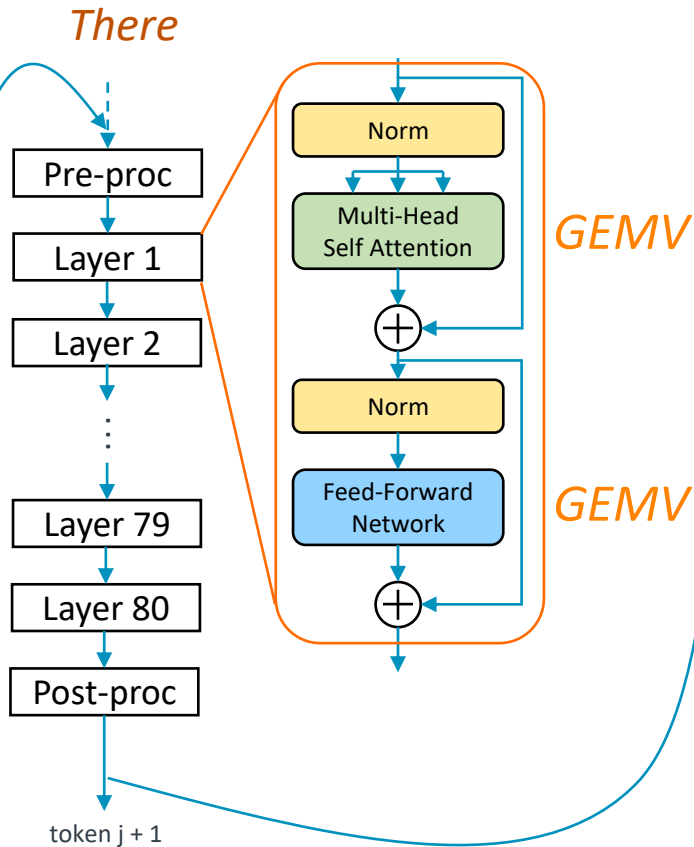 There
Pre-proc
Layer 1
Layer 2
⋮
Layer 79
Layer 80
Post-proc
token j + 1
Norm
Multi-Head
Self Attention
GEMV
Norm
Feed-Forward
Network
GEMV